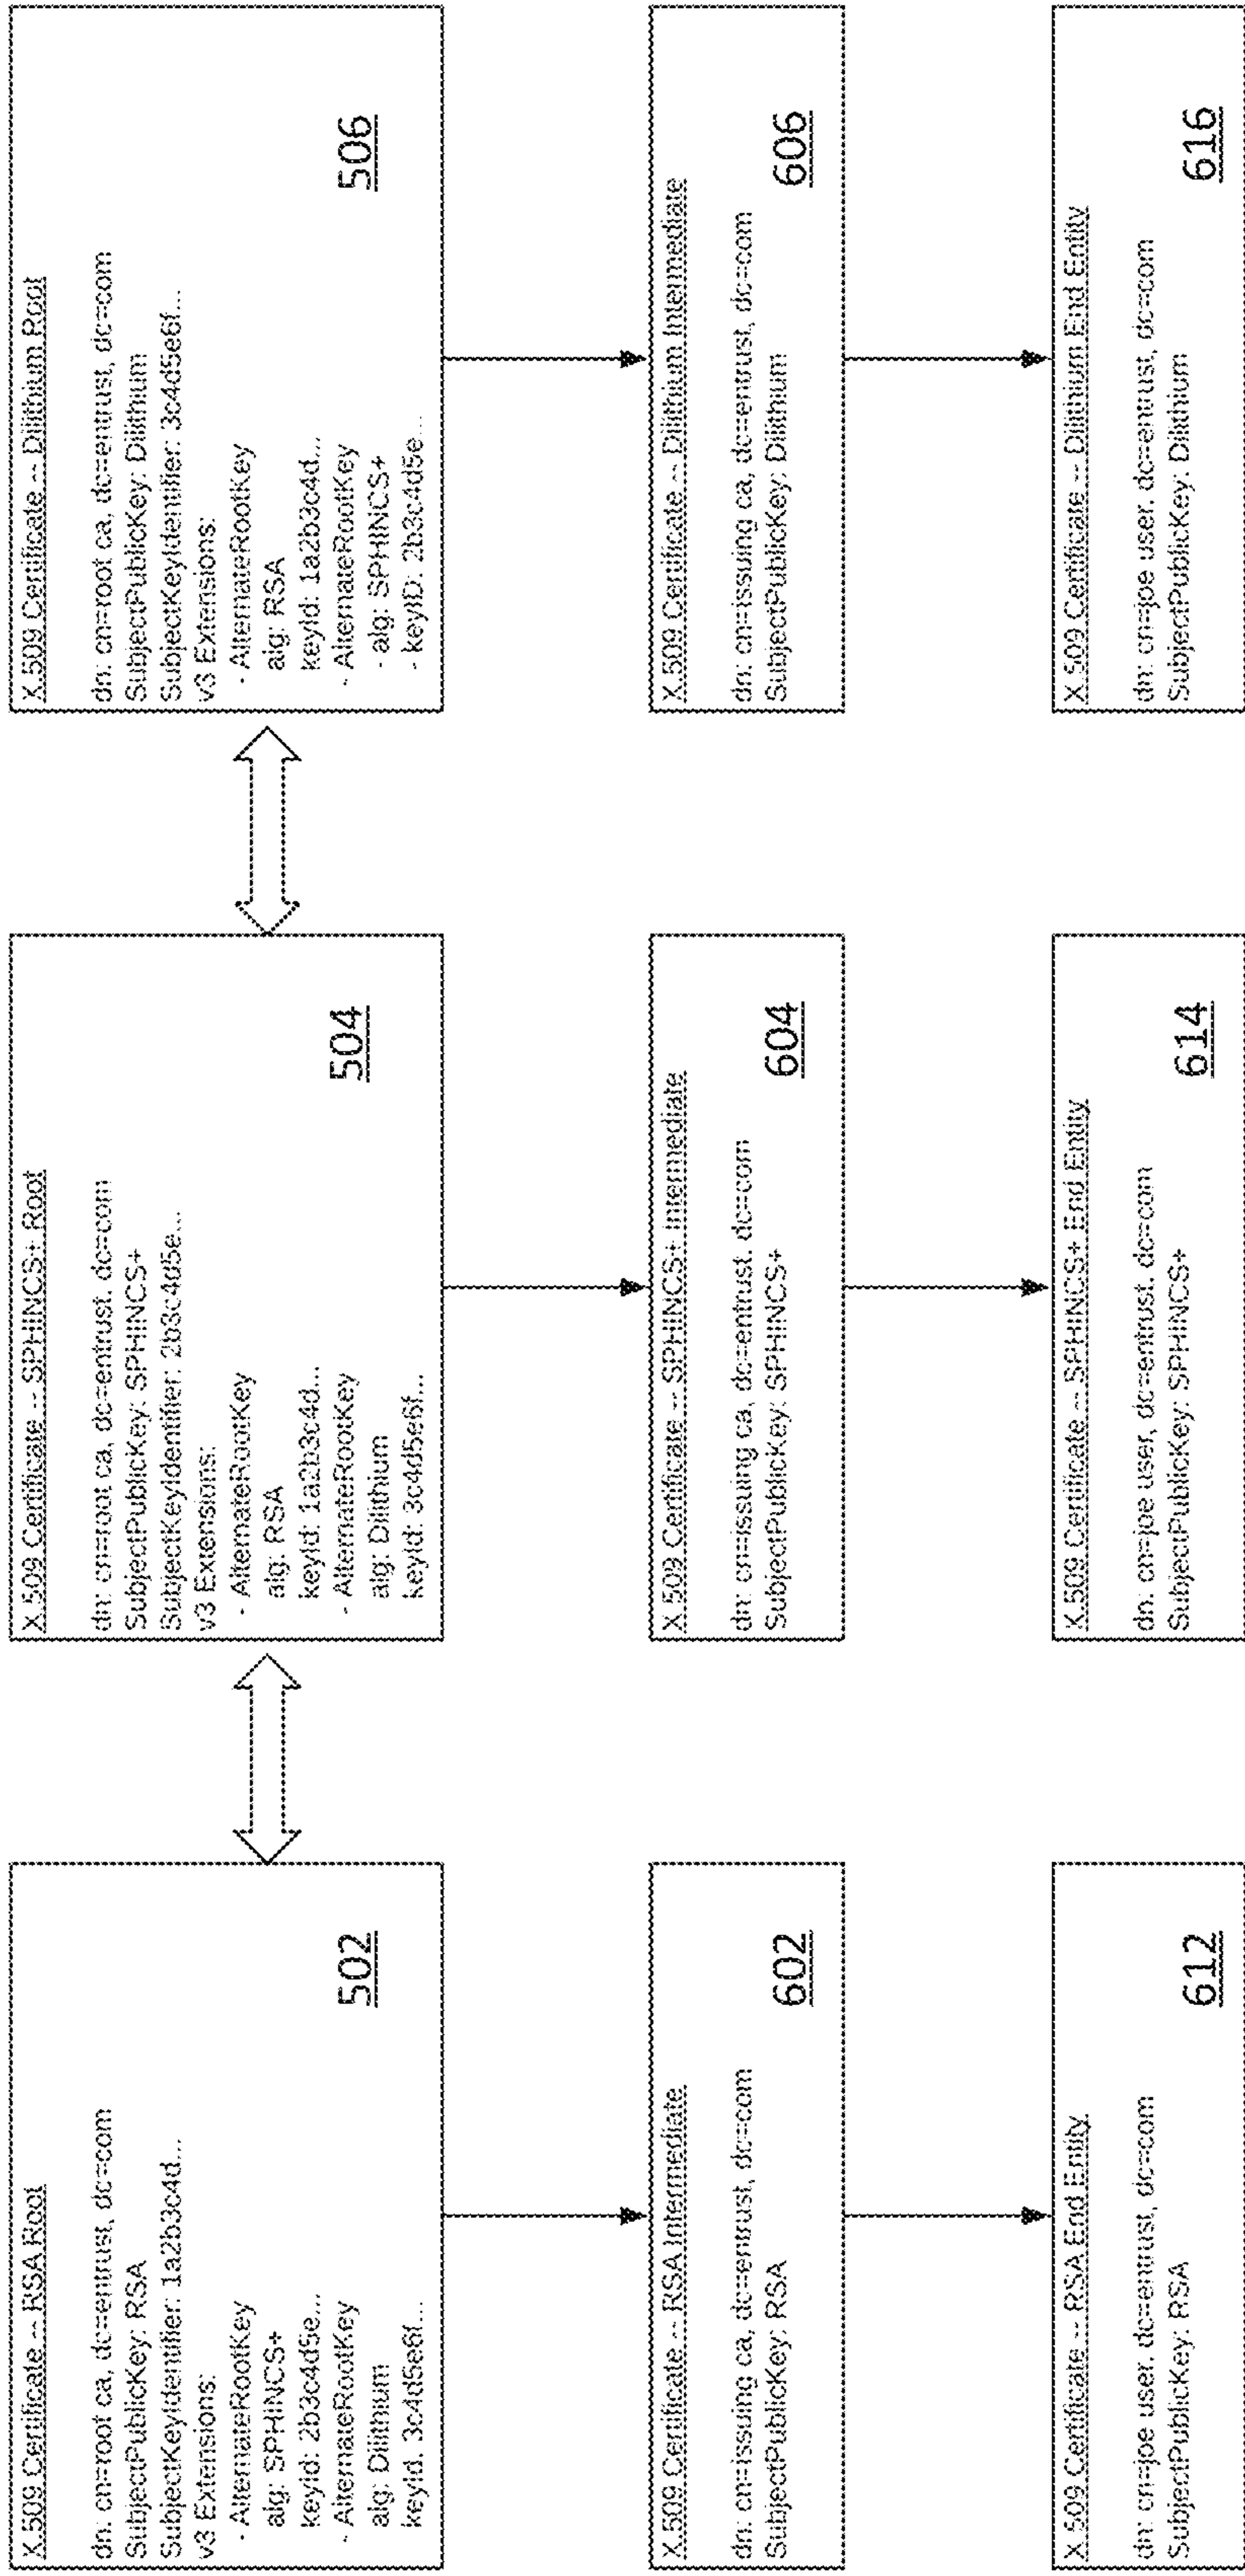 X.509 Certificate -- RSA Root
dn: cn=root ca, dc=entrust, dc=com
SubjectPublicKey: RSA
SubjectKeyIdentifier: 1a2b3c4d...
v3 Extensions:
- AlternateRootKey
alg: SPHINCS+
keyId: 2b3c4d5e...
- AlternateRootKey
alg: Dilithium
keyId: 3c4d5e6f...
502
X.509 Certificate -- SPHINCS+ Root
dn: cn=root ca, dc=entrust, dc=com
SubjectPublicKey: SPHINCS+
SubjectKeyIdentifier: 2b3c4d5e...
v3 Extensions:
- AlternateRootKey
alg: RSA
keyId: 1a2b3c4d...
- AlternateRootKey
alg: Dilithium
keyId: 3c4d5e6f...
504
X.509 Certificate -- Dilithium Root
dn: cn=root ca, dc=entrust, dc=com
SubjectPublicKey: Dilithium
SubjectKeyIdentifier: 3c4d5e6f...
v3 Extensions:
- AlternateRootKey
alg: RSA
keyId: 1a2b3c4d...
- AlternateRootKey
- alg: SPHINCS+
- keyID: 2b3c4d5e...
506
X.509 Certificate -- RSA Intermediate
dn: cn=issuing ca, dc=entrust, dc=com
SubjectPublicKey: RSA
602
X.509 Certificate -- SPHINCS+ Intermediate
dn: cn=issuing ca, dc=entrust, dc=com
SubjectPublicKey: SPHINCS+
604
X.509 Certificate -- Dilithium Intermediate
dn: cn=issuing ca, dc=entrust, dc=com
SubjectPublicKey: Dilithium
606
X.509 Certificate -- RSA End Entity
dn: cn=joe user, dc=entrust, dc=com
SubjectPublicKey: RSA
612
X.509 Certificate -- SPHINCS+ End Entity
dn: cn=joe user, dc=entrust, dc=com
SubjectPublicKey: SPHINCS+
614
X.509 Certificate -- Dilithium End Entity
dn: cn=joe user, dc=entrust, dc=com
SubjectPublicKey: Dilithium
616